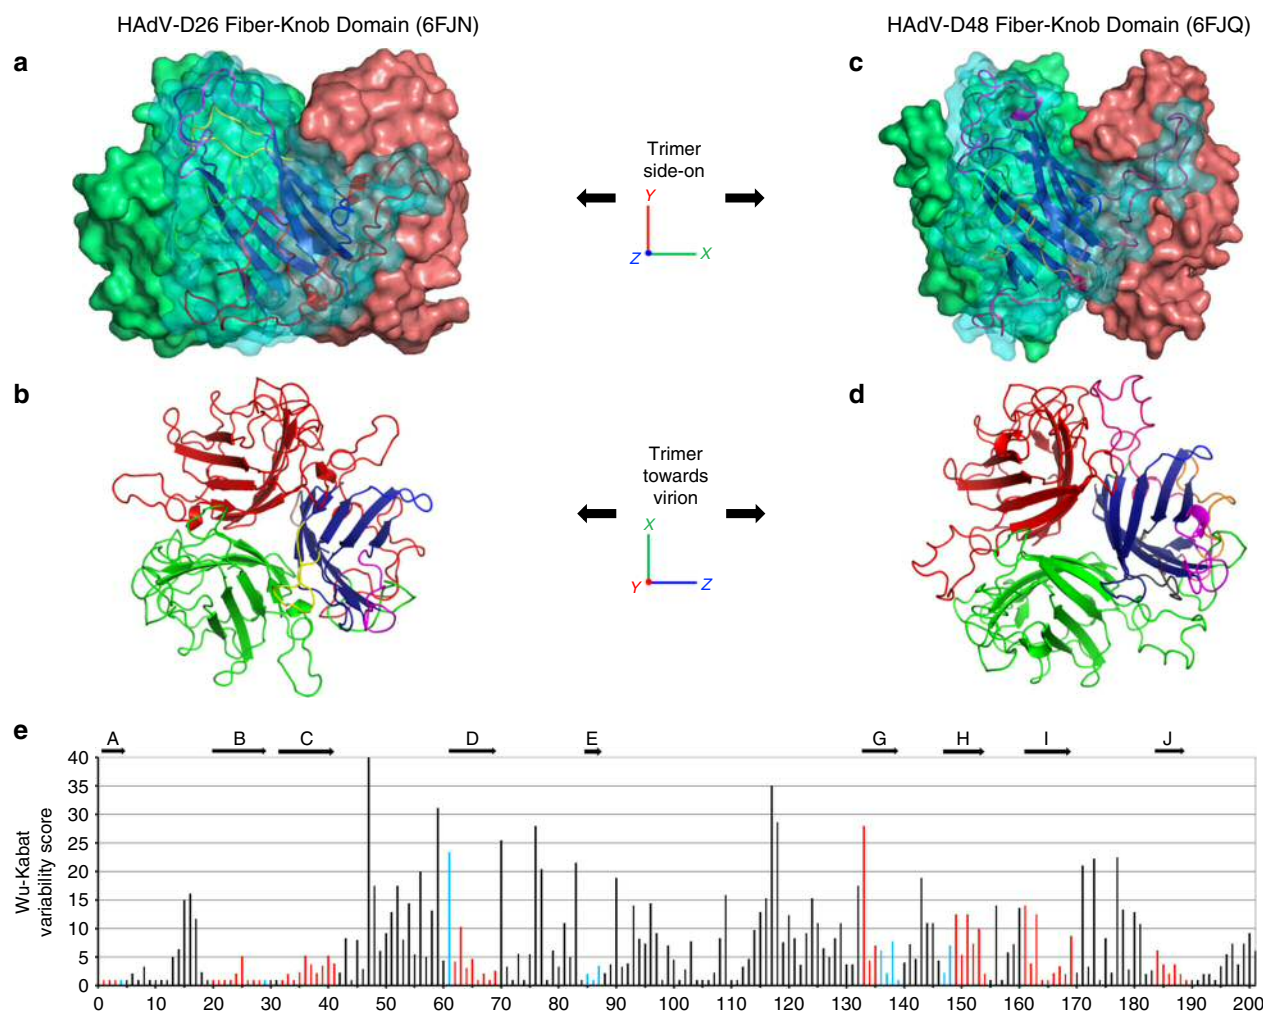 HAdV-D26 Fiber-Knob Domain (6FJN)
HAdV-D48 Fiber-Knob Domain (6FJQ)
a
c
Trimer
side-on
Y
Z
X
b
d
Trimer
towards
virion
X
Y
Z
e
A B C D E G H I J
Wu-Kabat
variability score
40
35
30
25
20
15
10
5
0
0 10 20 30 40 50 60 70 80 90 100 110 120 130 140 150 160 170 180 190 200